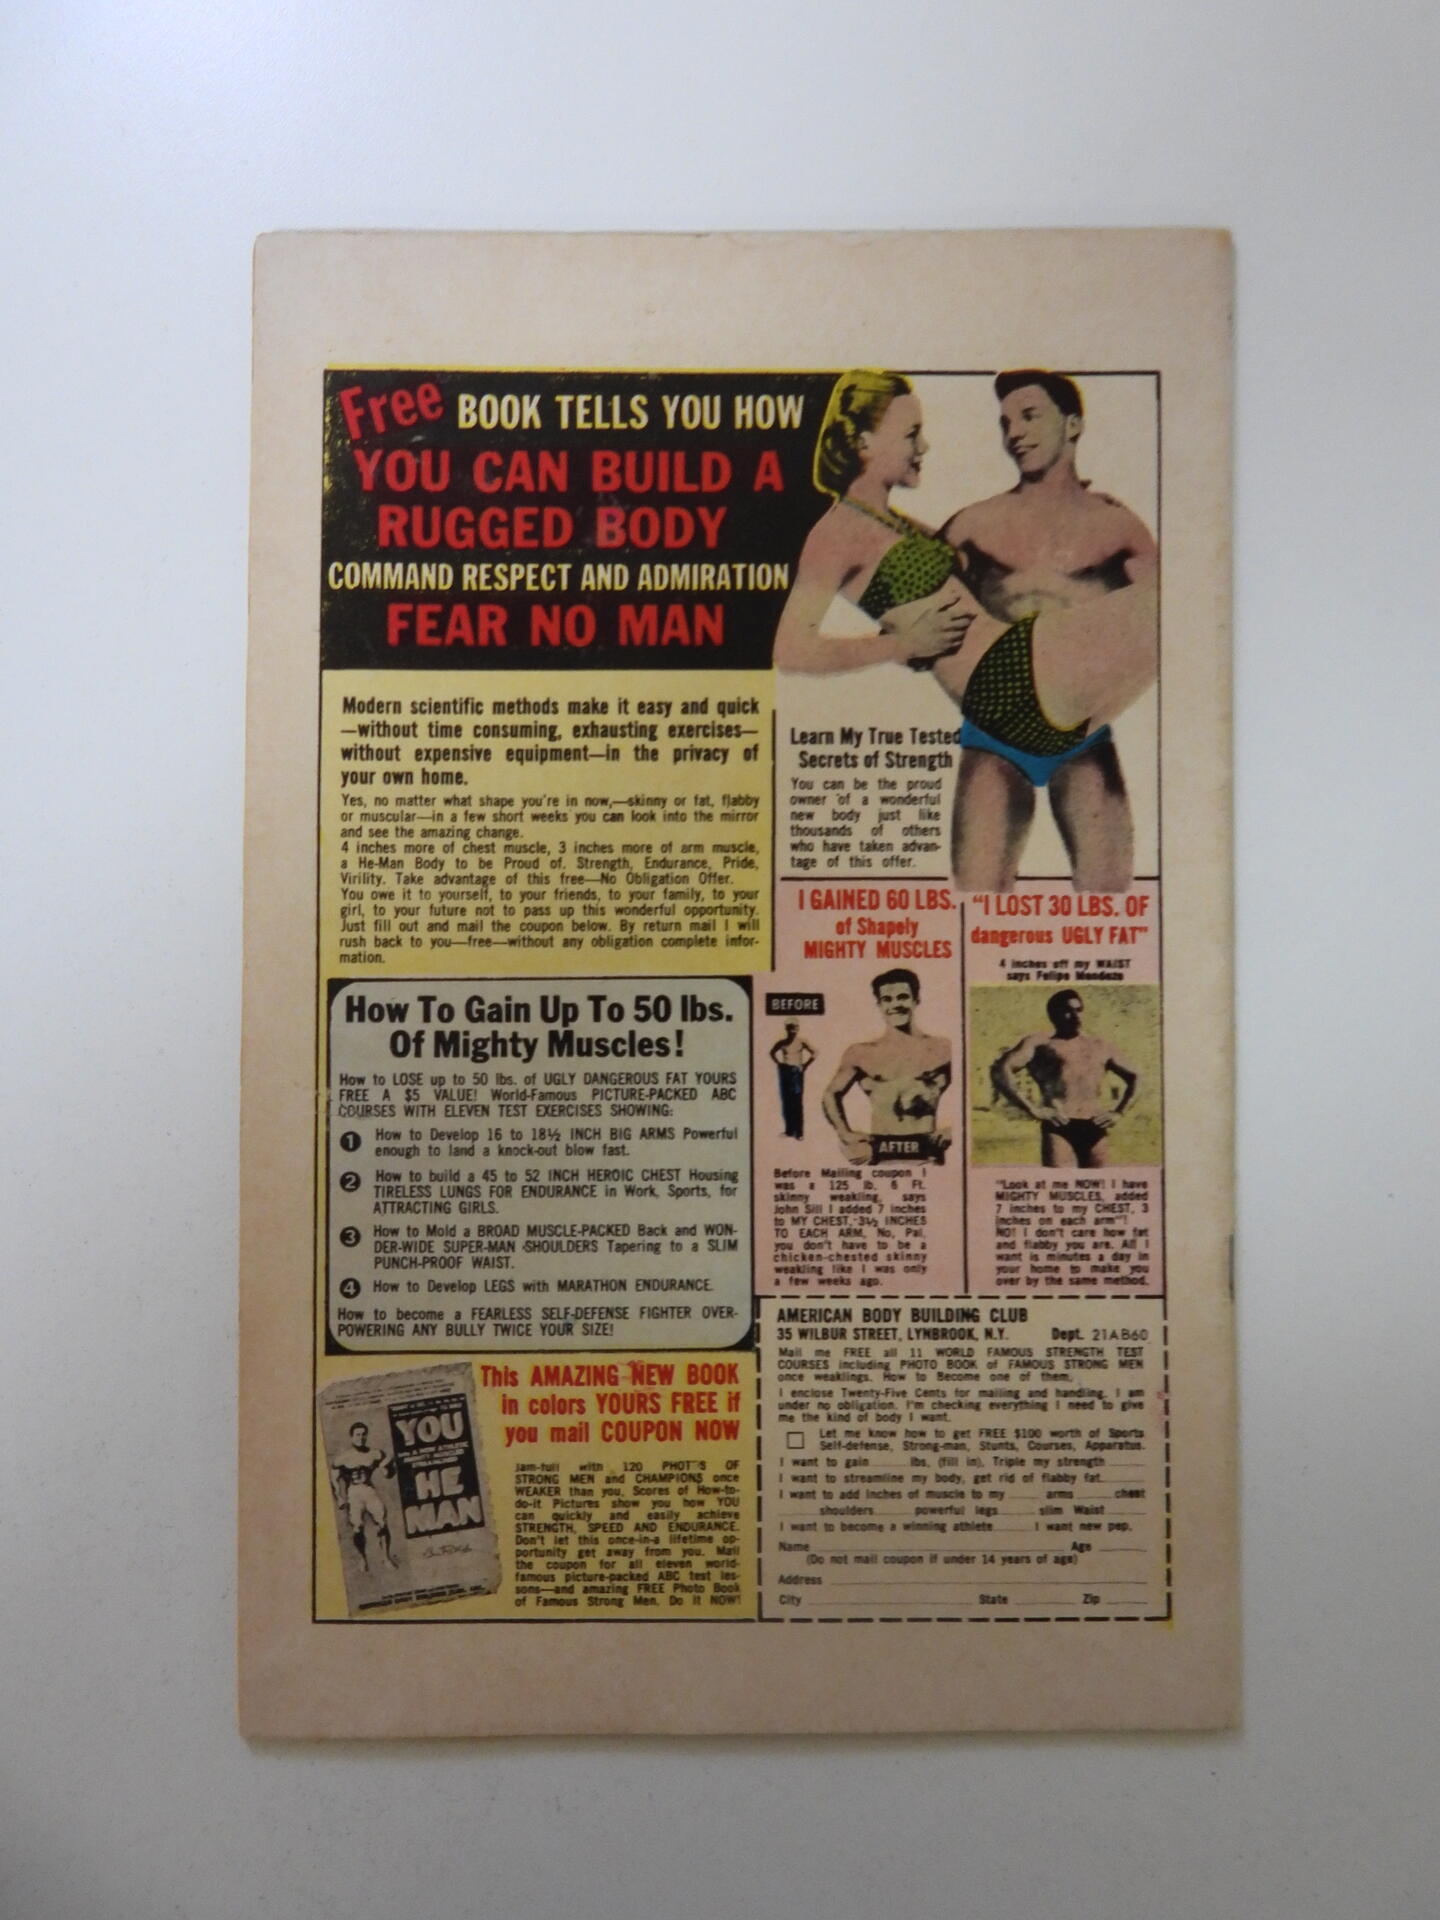 Free BOOK TELLS YOU HOW
YOU CAN BUILD A
RUGGED BODY
COMMAND RESPECT AND ADMIRATION
FEAR NO MAN
Modern scientific methods make it easy and quick
—without time consuming, exhausting exercises—
without expensive equipment—in the privacy of
your own home.
Yes, no matter what shape you're in now,—skinny or fat, flabby
or muscular—in a few short weeks you can look into the mirror
and see the amazing change.
4 inches more of chest muscle, 3 inches more of arm muscle,
a He-Man Body to be Proud of. Strength, Endurance, Pride,
Virility. Take advantage of this free—No Obligation Offer.
You owe it to yourself, to your friends, to your family, to your
girl, to your future not to pass up this wonderful opportunity.
Just fill out and mail the coupon below. By return mail I will
rush back to you—free—without any obligation complete infor-
mation.
Learn My True Tested
Secrets of Strength
You can be the proud
owner of a wonderful
new body just like
thousands of others
who have taken advan-
tage of this offer.
I GAINED 60 LBS.
of Shapely
MIGHTY MUSCLES
BEFORE
AFTER
Before Mailing coupon I
was a 125 lb. 6 Ft.
skinny weakling, says
John Sill I added 7 inches
to MY CHEST, 3½ INCHES
TO EACH ARM, No, Pal,
you don't have to be a
chicken-chested skinny
weakling like I was only
a few weeks ago.
"I LOST 30 LBS. OF
dangerous UGLY FAT"
4 inches off my WAIST
says Felipe Mendeze
"Look at me NOW! I have
MIGHTY MUSCLES, added
7 inches to my CHEST, 3
inches on each arm"!
NO! I don't care how fat
and flabby you are. All I
want is minutes a day in
your home to make you
over by the same method.
How To Gain Up To 50 lbs.
Of Mighty Muscles!
How to LOSE up to 50 lbs. of UGLY DANGEROUS FAT YOURS
FREE A $5 VALUE! World-Famous PICTURE-PACKED ABC
COURSES WITH ELEVEN TEST EXERCISES SHOWING:
1 How to Develop 16 to 18½ INCH BIG ARMS Powerful
enough to land a knock-out blow fast.
2 How to build a 45 to 52 INCH HEROIC CHEST Housing
TIRELESS LUNGS FOR ENDURANCE in Work, Sports, for
ATTRACTING GIRLS.
3 How to Mold a BROAD MUSCLE-PACKED Back and WON-
DER-WIDE SUPER-MAN SHOULDERS Tapering to a SLIM
PUNCH-PROOF WAIST.
4 How to Develop LEGS with MARATHON ENDURANCE.
How to become a FEARLESS SELF-DEFENSE FIGHTER OVER-
POWERING ANY BULLY TWICE YOUR SIZE!
This AMAZING NEW BOOK
in colors YOURS FREE if
you mail COUPON NOW
YOU
HE
MAN
Jam-full with 120 PHOTOS OF
STRONG MEN and CHAMPIONS once
WEAKER than you. Scores of How-to-
do-it Pictures show you how YOU
can quickly and easily achieve
STRENGTH, SPEED AND ENDURANCE.
Don't let this once-in-a lifetime op-
portunity get away from you. Mail
the coupon for all eleven world-
famous picture-packed ABC test les-
sons—and amazing FREE Photo Book
of Famous Strong Men. Do it NOW!
AMERICAN BODY BUILDING CLUB
35 WILBUR STREET, LYNBROOK, N.Y. Dept. 21AB60
Mail me FREE all 11 WORLD FAMOUS STRENGTH TEST
COURSES including PHOTO BOOK of FAMOUS STRONG MEN
once weaklings. How to Become one of them.
I enclose Twenty-Five Cents for mailing and handling. I am
under no obligation. I'm checking everything I need to give
me the kind of body I want.
Let me know how to get FREE $100 worth of Sports
Self-defense, Strong-man, Stunts, Courses, Apparatus.
I want to gain lbs. (fill in), Triple my strength
I want to streamline my body, get rid of flabby fat
I want to add inches of muscle to my arms chest
shoulders powerful legs slim Waist
I want to become a winning athlete I want new pep.
Name Age
(Do not mail coupon if under 14 years of age)
Address
City State Zip